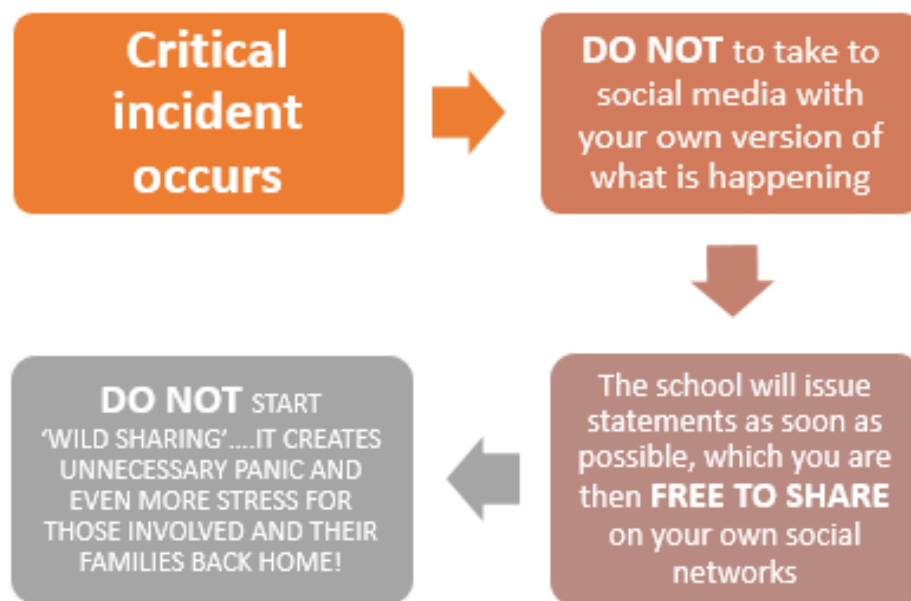 Critical
incident
occurs
DO NOT to take to
social media with
your own version of
what is happening
The school will issue
statements as soon as
possible, which you are
then FREE TO SHARE
on your own social
networks
DO NOT START
‘WILD SHARING’....IT CREATES
UNNECESSARY PANIC AND
EVEN MORE STRESS FOR
THOSE INVOLVED AND THEIR
FAMILIES BACK HOME!